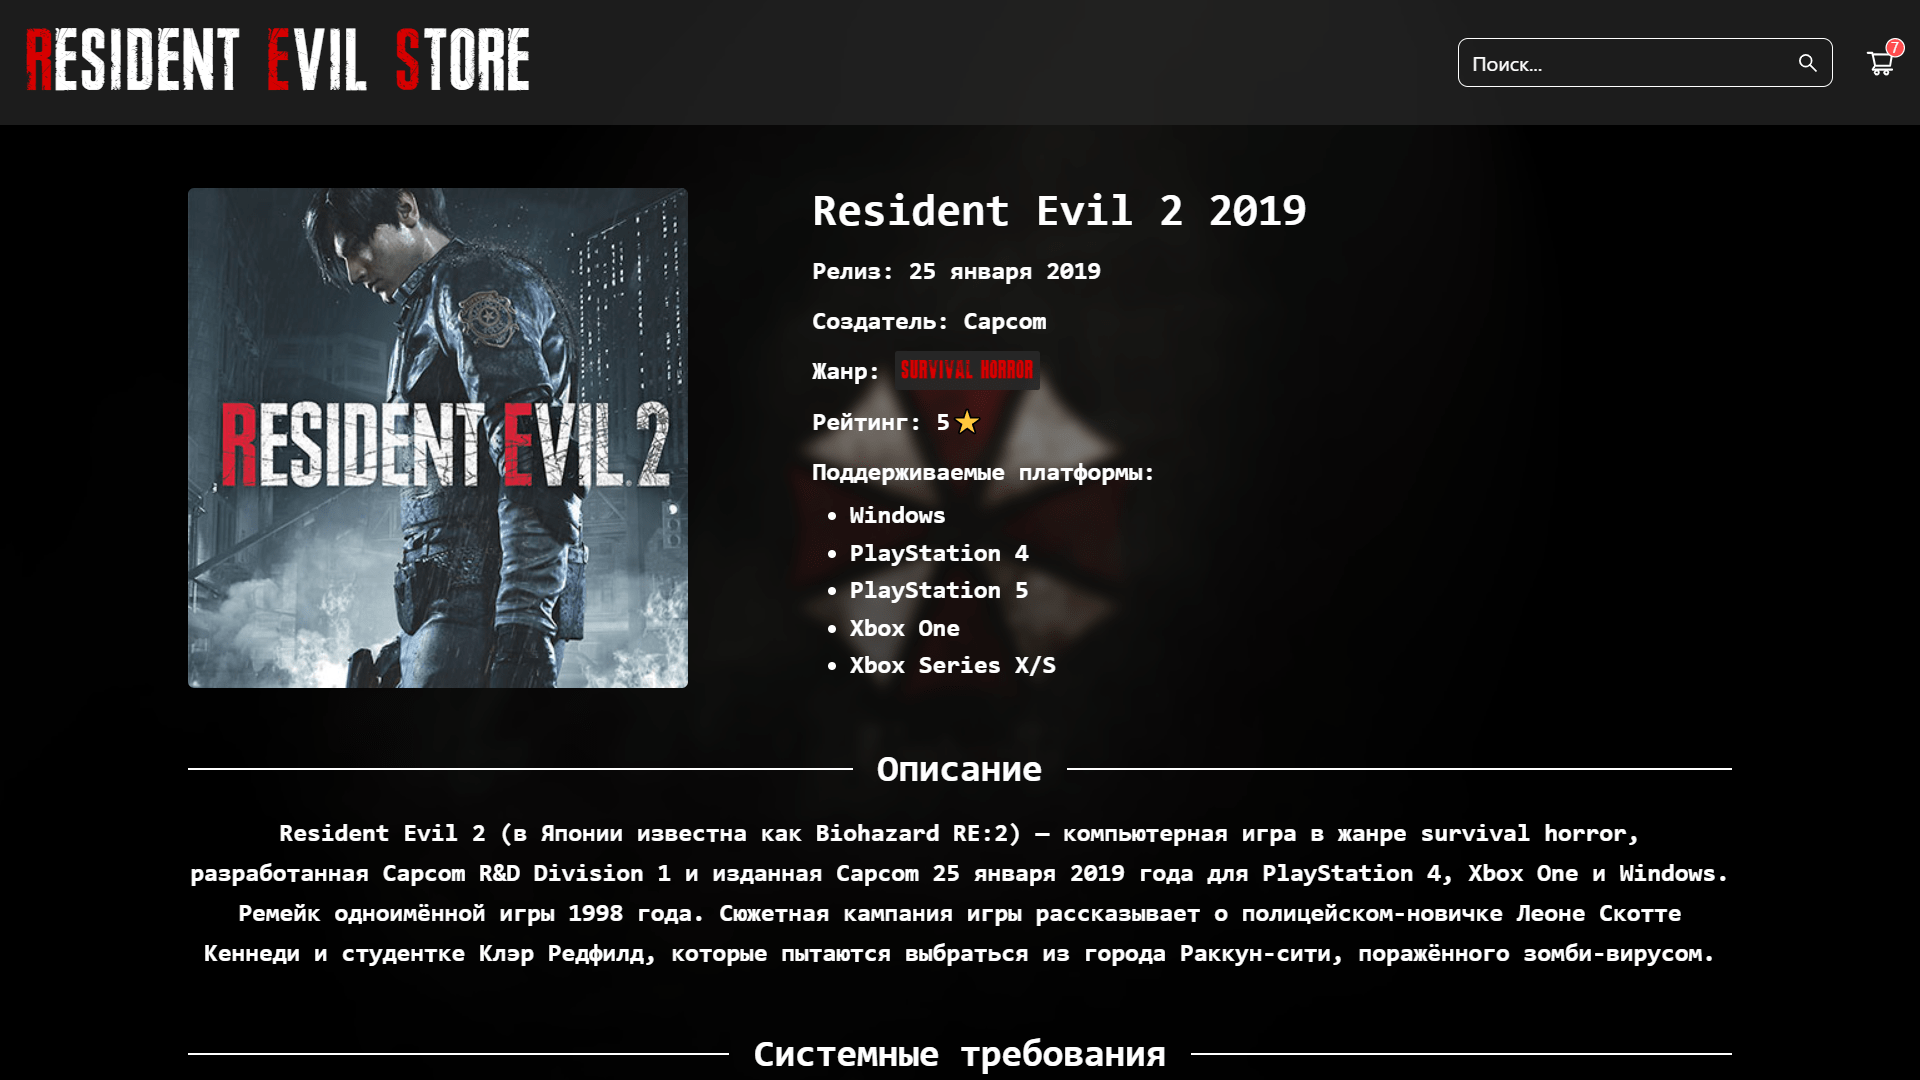 RESIDENT EVIL STORE
Поиск...
7
RESIDENT EVIL 2
Resident Evil 2 2019
Релиз: 25 января 2019
Создатель: Capcom
Жанр: SURVIVAL HORROR
Рейтинг: 5
Поддерживаемые платформы:
• Windows
• PlayStation 4
• PlayStation 5
• Xbox One
• Xbox Series X/S
Описание
Resident Evil 2 (в Японии известна как Biohazard RE:2) — компьютерная игра в жанре survival horror,
разработанная Capcom R&D Division 1 и изданная Capcom 25 января 2019 года для PlayStation 4, Xbox One и Windows.
Ремейк одноимённой игры 1998 года. Сюжетная кампания игры рассказывает о полицейском-новичке Леоне Скотте
Кеннеди и студентке Клэр Редфилд, которые пытаются выбраться из города Раккун-сити, поражённого зомби-вирусом.
Системные требования